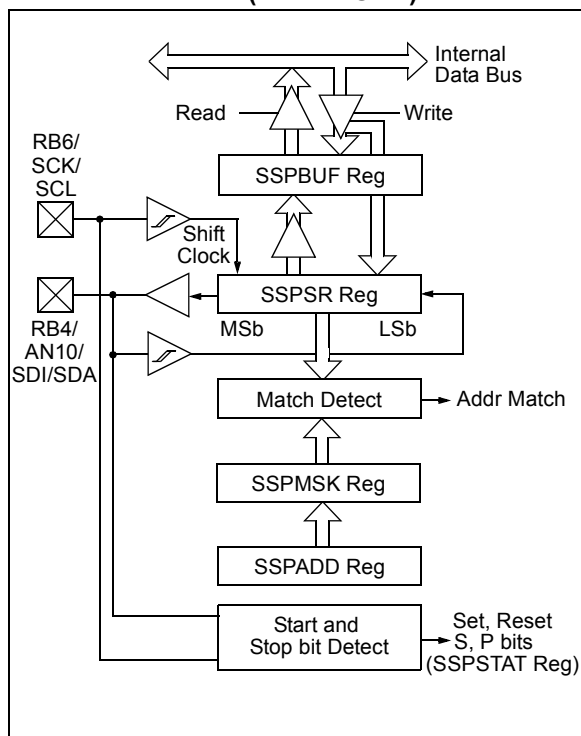 Internal
Data Bus
Read
Write
RB6/
SCK/
SCL
SSPBUF Reg
Shift
Clock
SSPSR Reg
MSb
LSb
RB4/
AN10/
SDI/SDA
Match Detect
Addr Match
SSPMSK Reg
SSPADD Reg
Start and
Stop bit Detect
Set, Reset
S, P bits
(SSPSTAT Reg)